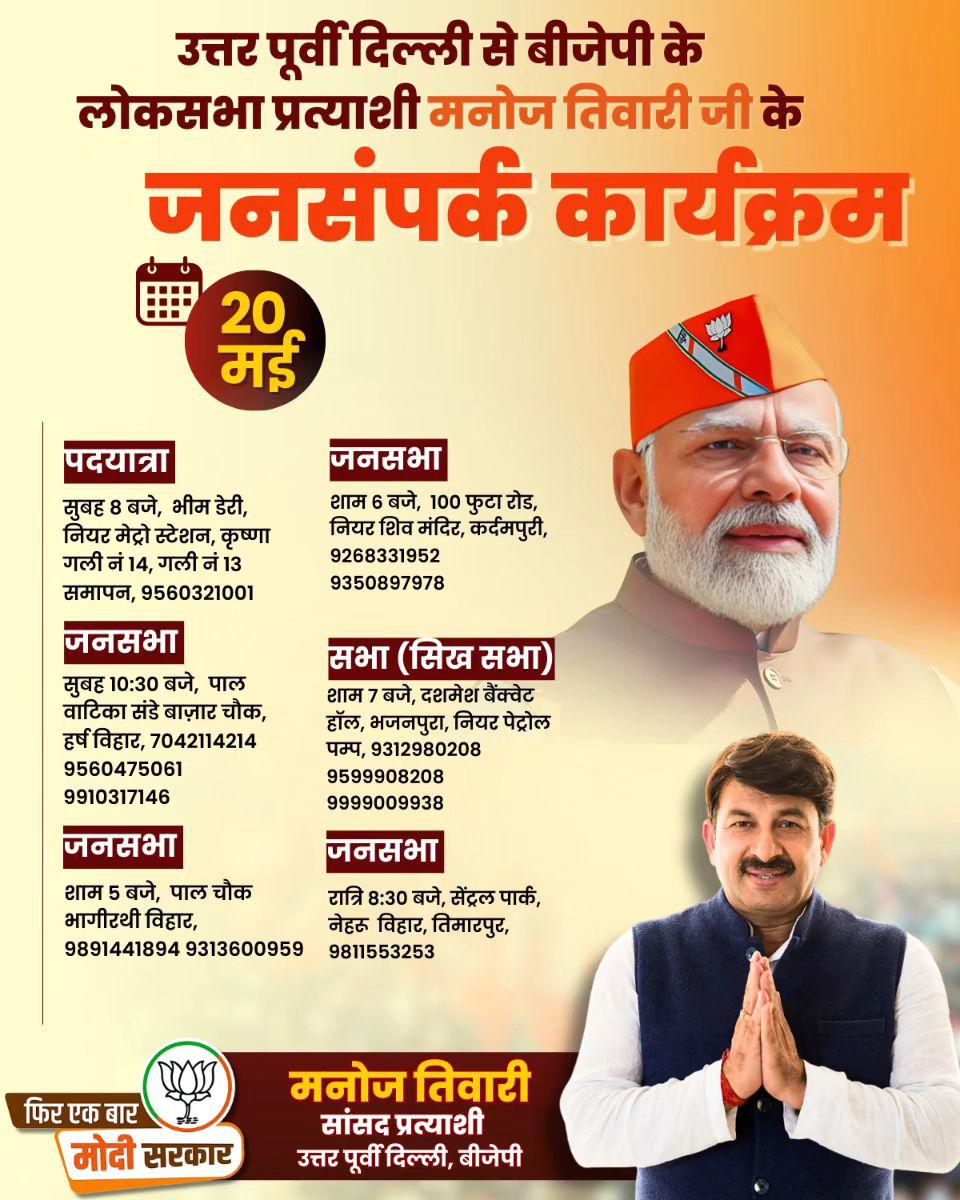 उत्तर पूर्वी दिल्ली से बीजेपी के
लोकसभा प्रत्याशी मनोज तिवारी जी के
जनसंपर्क कार्यक्रम
20
मई
पदयात्रा
सुबह 8 बजे, भीम डेरी,
नियर मेट्रो स्टेशन, कृष्णा
गली नं 14, गली नं 13
समापन, 9560321001
जनसभा
सुबह 10:30 बजे, पाल
वाटिका संडे बाज़ार चौक,
हर्ष विहार, 7042114214
9560475061
9910317146
जनसभा
शाम 5 बजे, पाल चौक
भागीरथी विहार,
9891441894 9313600959
जनसभा
शाम 6 बजे, 100 फुटा रोड,
नियर शिव मंदिर, कर्दमपुरी,
9268331952
9350897978
सभा (सिख सभा)
शाम 7 बजे, दशमेश बैंक्वेट
हॉल, भजनपुरा, नियर पेट्रोल
पम्प, 9312980208
9599908208
9999009938
जनसभा
रात्रि 8:30 बजे, सेंट्रल पार्क,
नेहरू विहार, तिमारपुर,
9811553253
फिर एक बार
मोदी सरकार
मनोज तिवारी
सांसद प्रत्याशी
उत्तर पूर्वी दिल्ली, बीजेपी